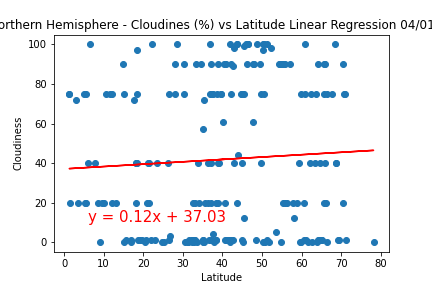 orthern Hemisphere - Cloudines (%) vs Latitude Linear Regression 04/01
100
80
60
40
20
0
Cloudiness
y = 0.12x + 37.03
0 10 20 30 40 50 60 70 80
Latitude